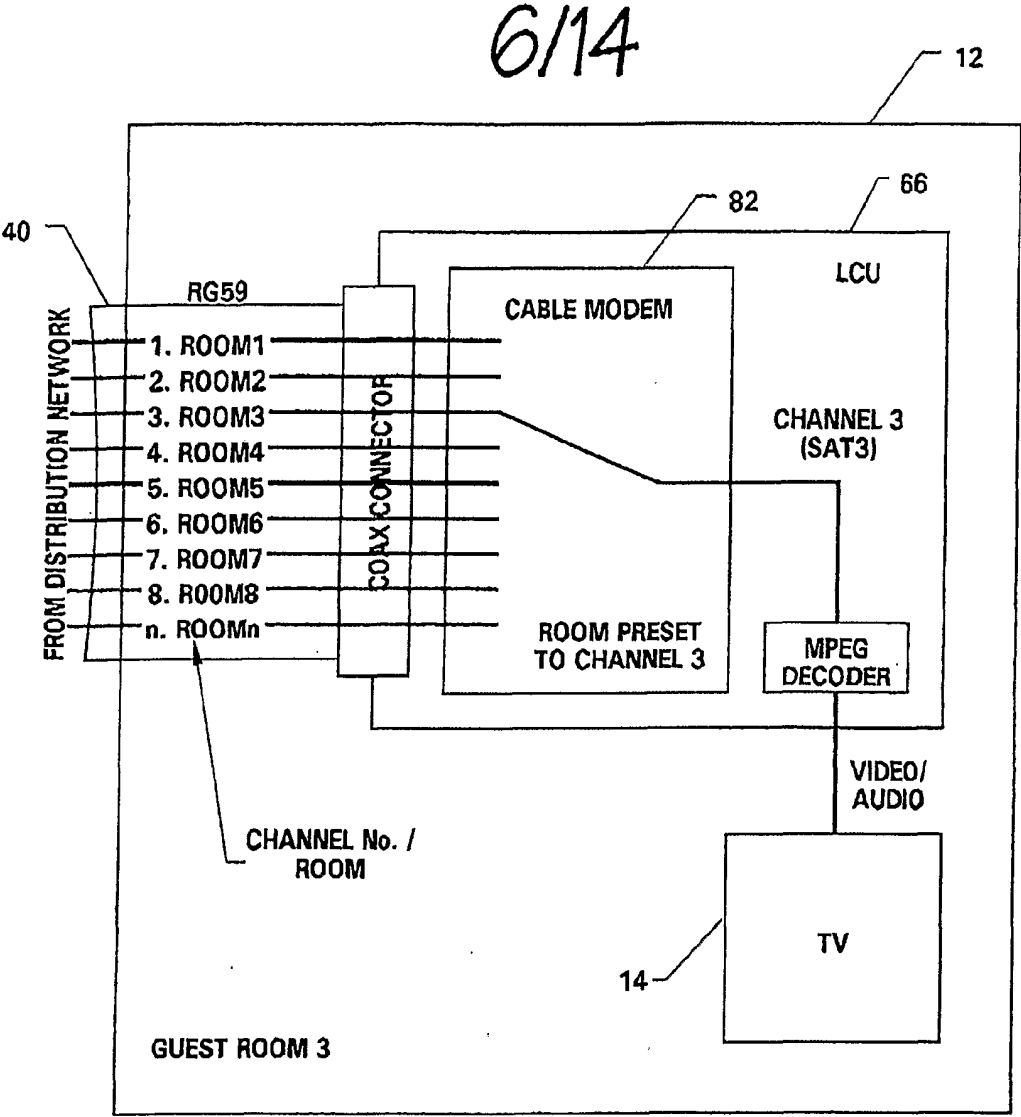 6/14
12
66
82
40
LCU
RG59
CABLE MODEM
FROM DISTRIBUTION NETWORK
1. ROOM1
2. ROOM2
3. ROOM3
4. ROOM4
5. ROOM5
6. ROOM6
7. ROOM7
8. ROOM8
n. ROOMn
COAX CONNECTOR
CHANNEL 3
(SAT3)
ROOM PRESET
TO CHANNEL 3
MPEG
DECODER
VIDEO/
AUDIO
CHANNEL No. /
ROOM
TV
14
GUEST ROOM 3